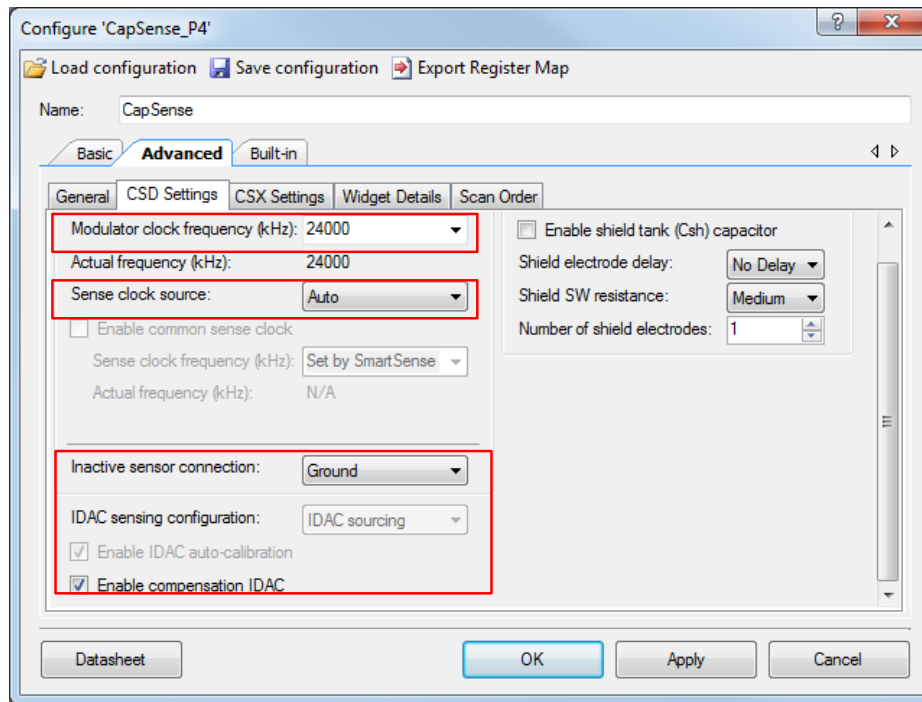 Configure 'CapSense_P4'
? X
Load configuration Save configuration Export Register Map
Name: CapSense
Basic Advanced Built-in
General CSD Settings CSX Settings Widget Details Scan Order
Modulator clock frequency (kHz): 24000
Actual frequency (kHz): 24000
Sense clock source: Auto
Enable common sense clock
Sense clock frequency (kHz): Set by SmartSense
Actual frequency (kHz): N/A
Inactive sensor connection: Ground
IDAC sensing configuration: IDAC sourcing
Enable IDAC auto-calibration
Enable compensation IDAC
Enable shield tank (Csh) capacitor
Shield electrode delay: No Delay
Shield SW resistance: Medium
Number of shield electrodes: 1
Datasheet OK Apply Cancel